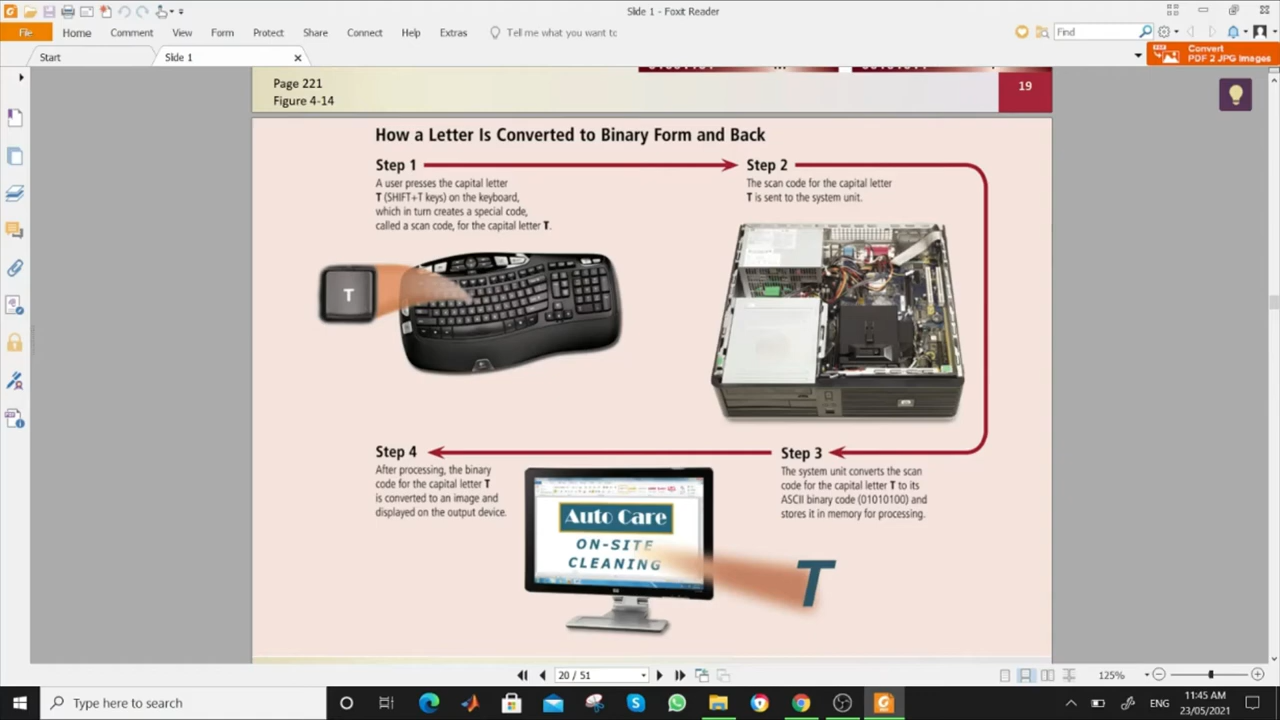 Slide 1 - Foxit Reader
File
Home
Comment
View
Form
Protect
Share
Connect
Help
Extras
Tell me what you want to
Find
Start
Slide 1
Convert
PDF 2 JPG Images
Page 221
Figure 4-14
19
How a Letter Is Converted to Binary Form and Back
Step 1
A user presses the capital letter
T (SHIFT+T keys) on the keyboard,
which in turn creates a special code,
called a scan code, for the capital letter T.
T
Step 2
The scan code for the capital letter
T is sent to the system unit.
Step 3
The system unit converts the scan
code for the capital letter T to its
ASCII binary code (01010100) and
stores it in memory for processing.
Step 4
After processing, the binary
code for the capital letter T
is converted to an image and
displayed on the output device.
Auto Care
ON-SITE
CLEANING
T
20 / 51
125%
Type here to search
ENG
11:45 AM
23/05/2021